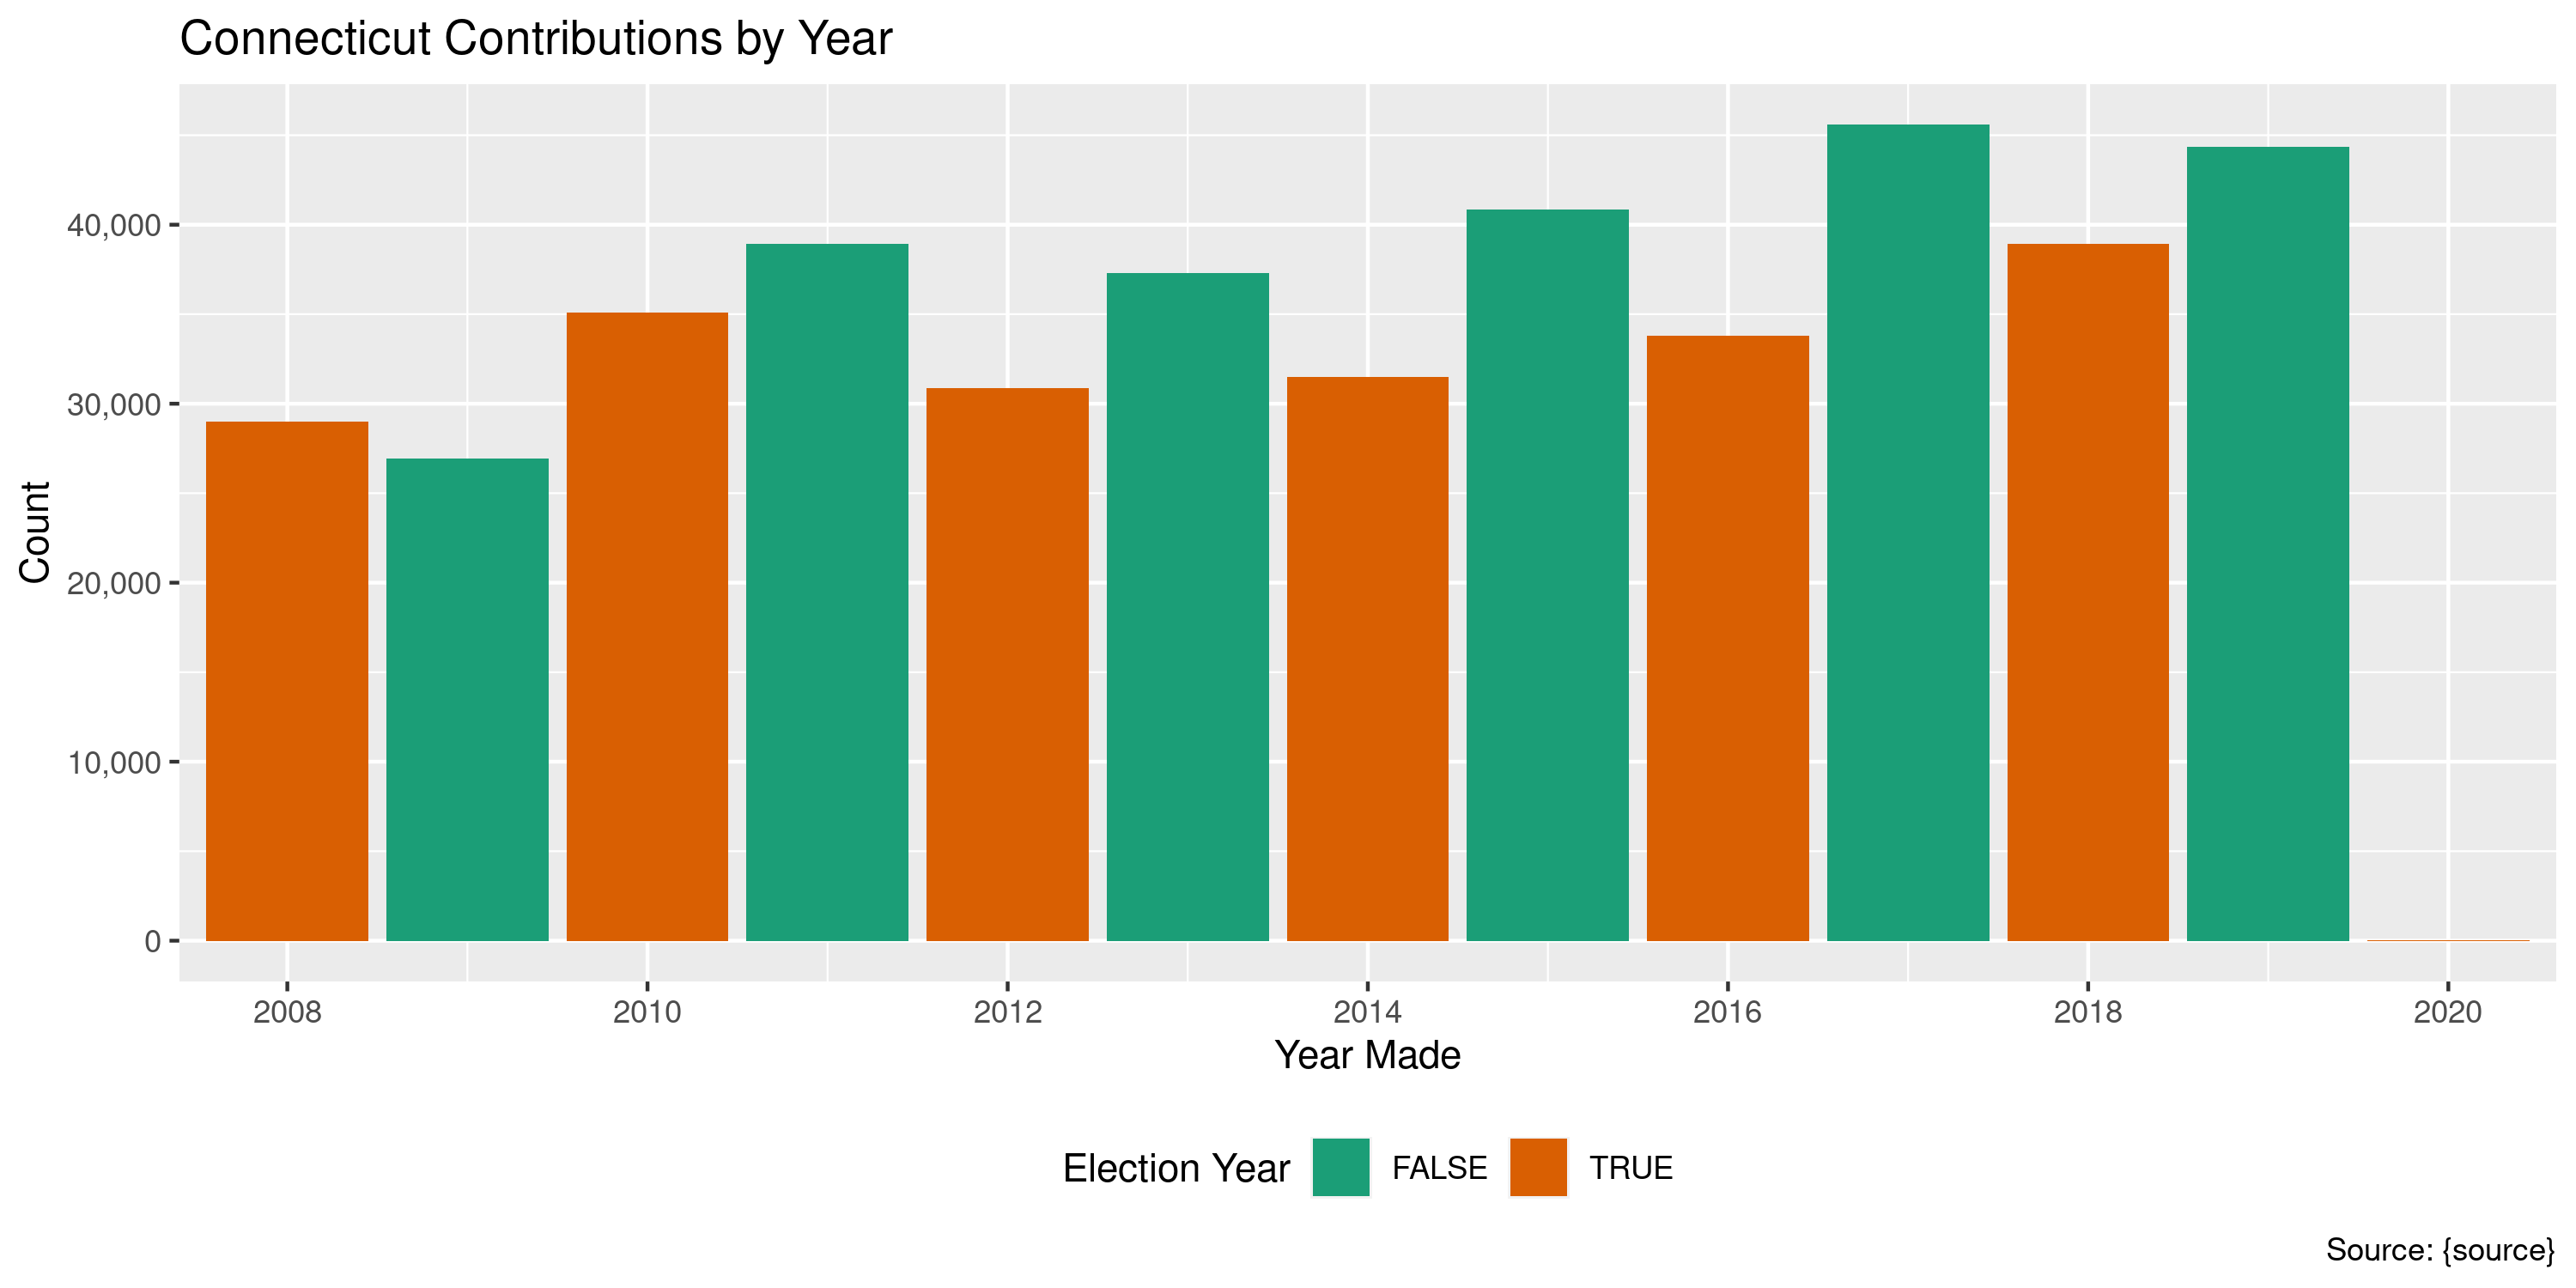 Connecticut Contributions by Year
Count
40,000
30,000
20,000
10,000
0
2008 2010 2012 2014 2016 2018 2020
Year Made
Election Year FALSE TRUE
Source: {source}